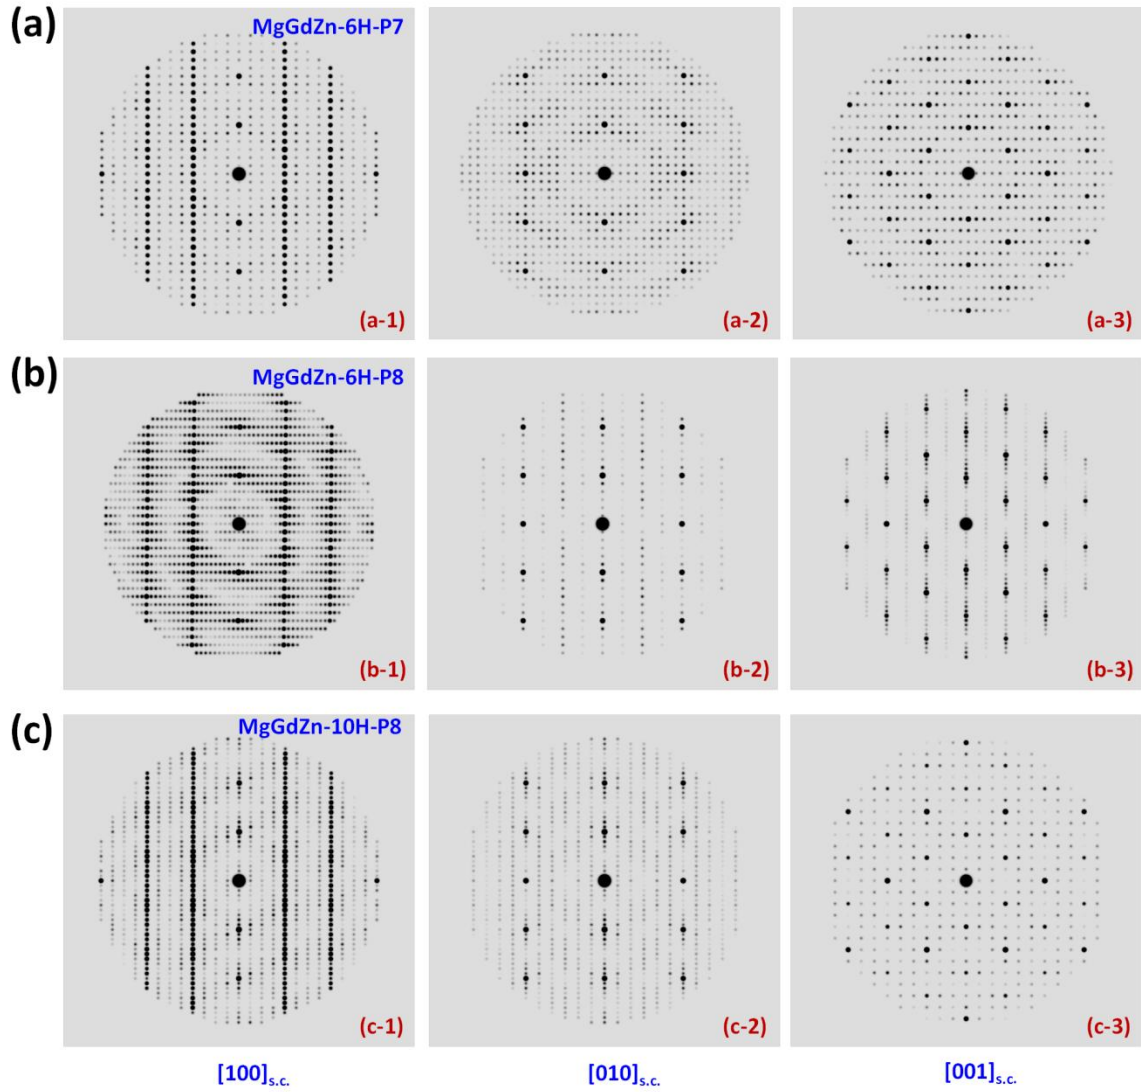 (a)
MgGdZn-6H-P7
(a-1)
(a-2)
(a-3)
(b)
MgGdZn-6H-P8
(b-1)
(b-2)
(b-3)
(c)
MgGdZn-10H-P8
(c-1)
(c-2)
(c-3)
[100]s.c.
[010]s.c.
[001]s.c.